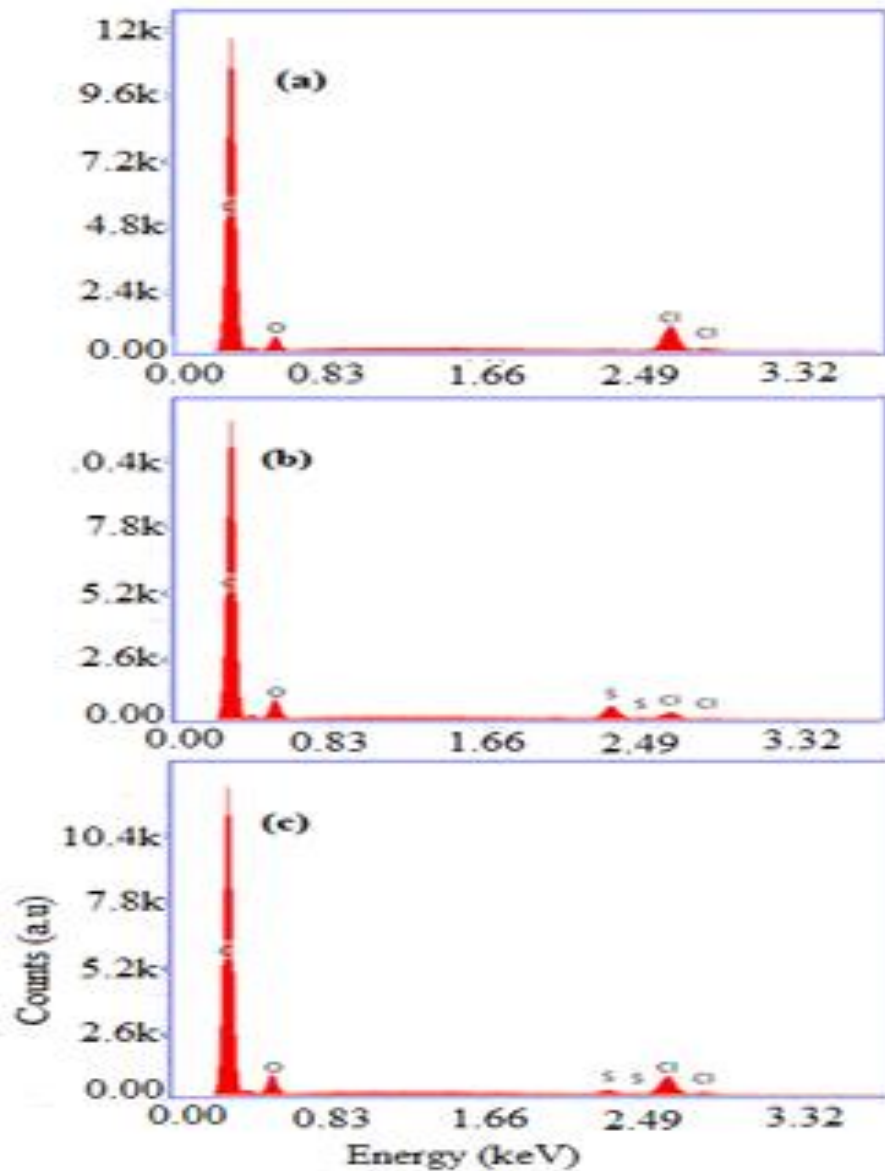 12k
(a)
9.6k
7.2k
4.8k
2.4k
O
Cl Cl
0.00
0.00 0.83 1.66 2.49 3.32
(b)
.0.4k
7.8k
5.2k
2.6k
O S S Cl Cl
0.00
0.00 0.83 1.66 2.49 3.32
(c)
10.4k
7.8k
5.2k
2.6k
O S S Cl Cl
0.00
0.00 0.83 1.66 2.49 3.32
Counts (a.u)
Energy (keV)